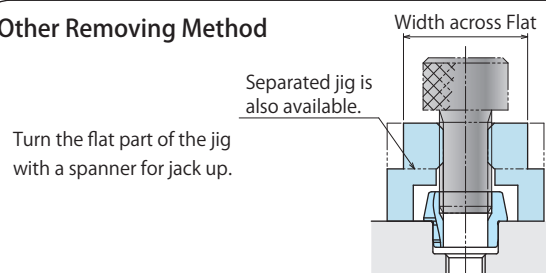 Other Removing Method
Width across Flat
Separated jig is
also available.
Turn the flat part of the jig
with a spanner for jack up.